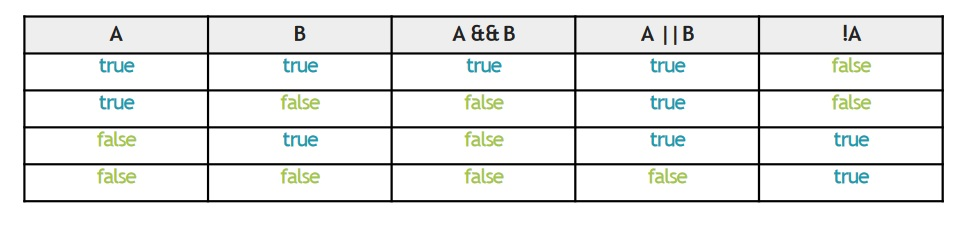 A B A && B A || B !A
true true true true false
true false false true false
false true false true true
false false false false true